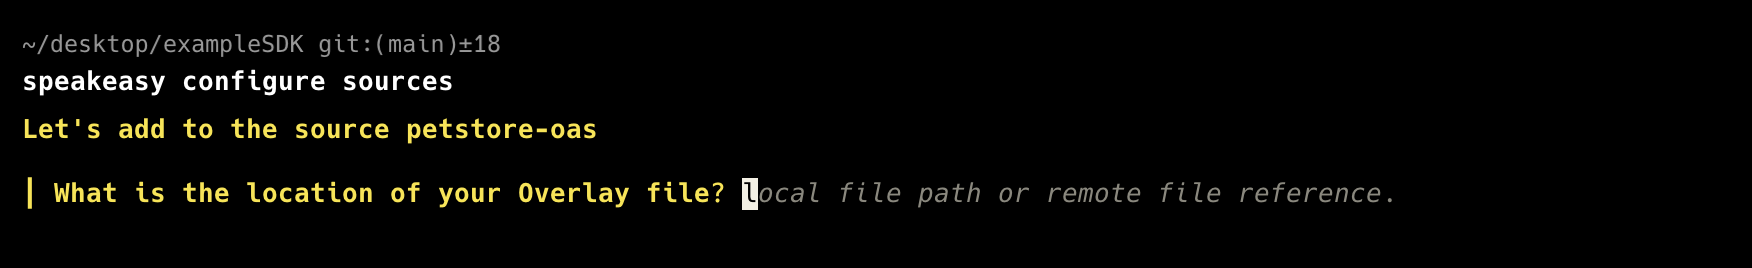 ~/desktop/exampleSDK git:(main)±18
speakeasy configure sources
Let's add to the source petstore-oas
What is the location of your Overlay file? local file path or remote file reference.